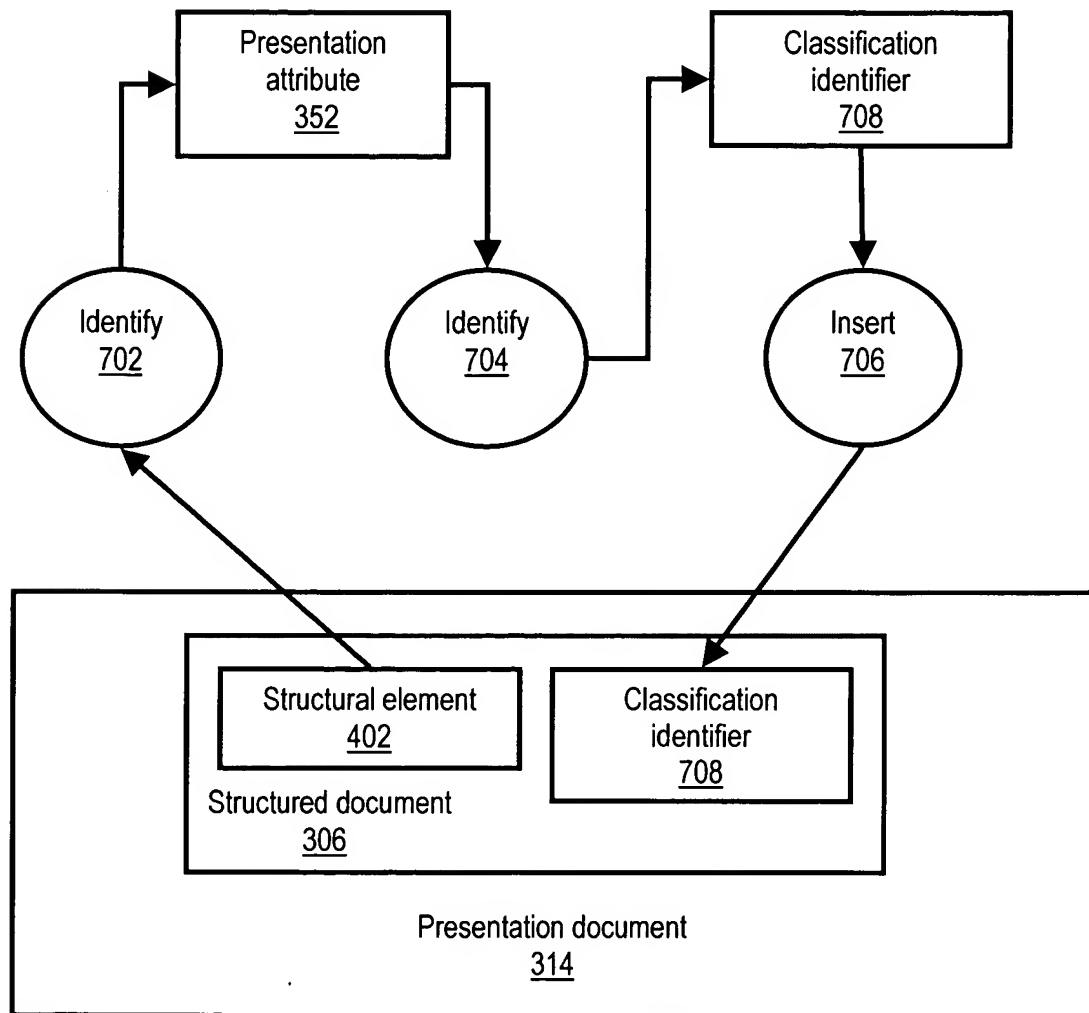 Presentation
attribute
352
Classification
identifier
708
Identify
702
Identify
704
Insert
706
Structural element
402
Classification
identifier
708
Structured document
306
Presentation document
314